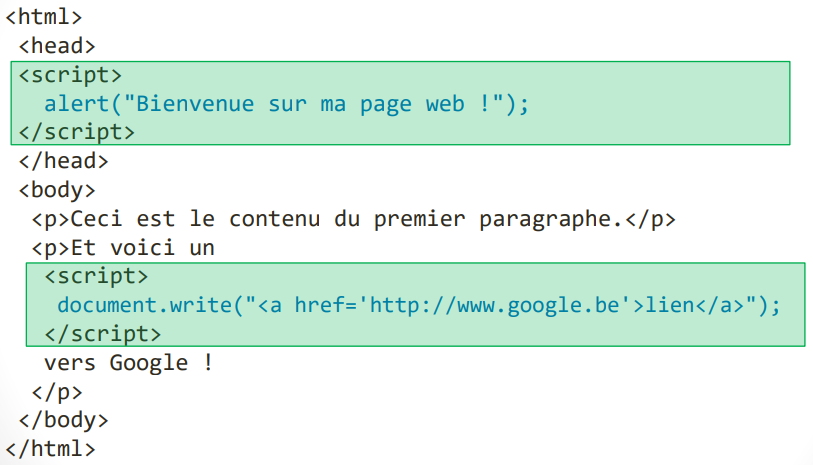 <html>
<head>
<script>
alert("Bienvenue sur ma page web !");
</script>
</head>
<body>
<p>Ceci est le contenu du premier paragraphe.</p>
<p>Et voici un
<script>
document.write("<a href='http://www.google.be'>lien</a>");
</script>
vers Google !
</p>
</body>
</html>